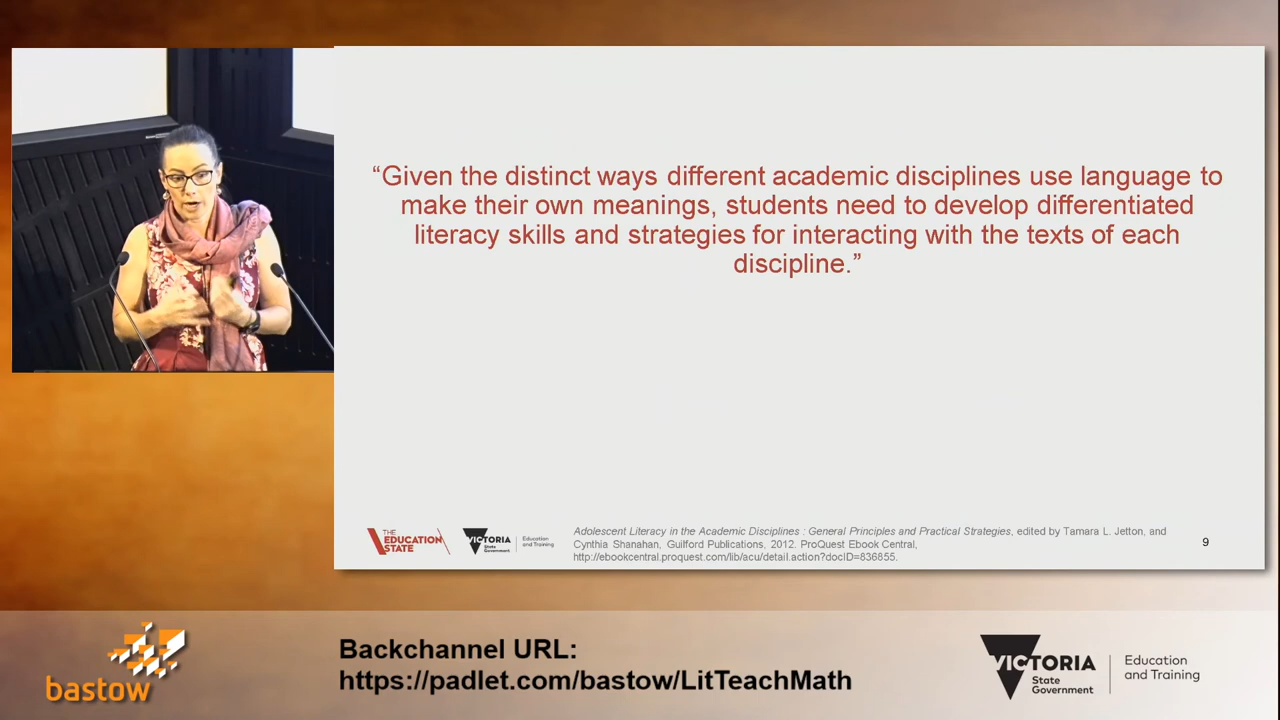 “Given the distinct ways different academic disciplines use language to
make their own meanings, students need to develop differentiated
literacy skills and strategies for interacting with the texts of each
discipline.”
THE
EDUCATION
STATE
VICTORIA
State
Government
Education
and Training
Adolescent Literacy in the Academic Disciplines : General Principles and Practical Strategies, edited by Tamara L. Jetton, and
Cynthia Shanahan, Guilford Publications, 2012. ProQuest Ebook Central,
http://ebookcentral.proquest.com/lib/acu/detail.action?docID=836855.
9
bastow
Backchannel URL:
https://padlet.com/bastow/LitTeachMath
VICTORIA
State
Government
Education
and Training